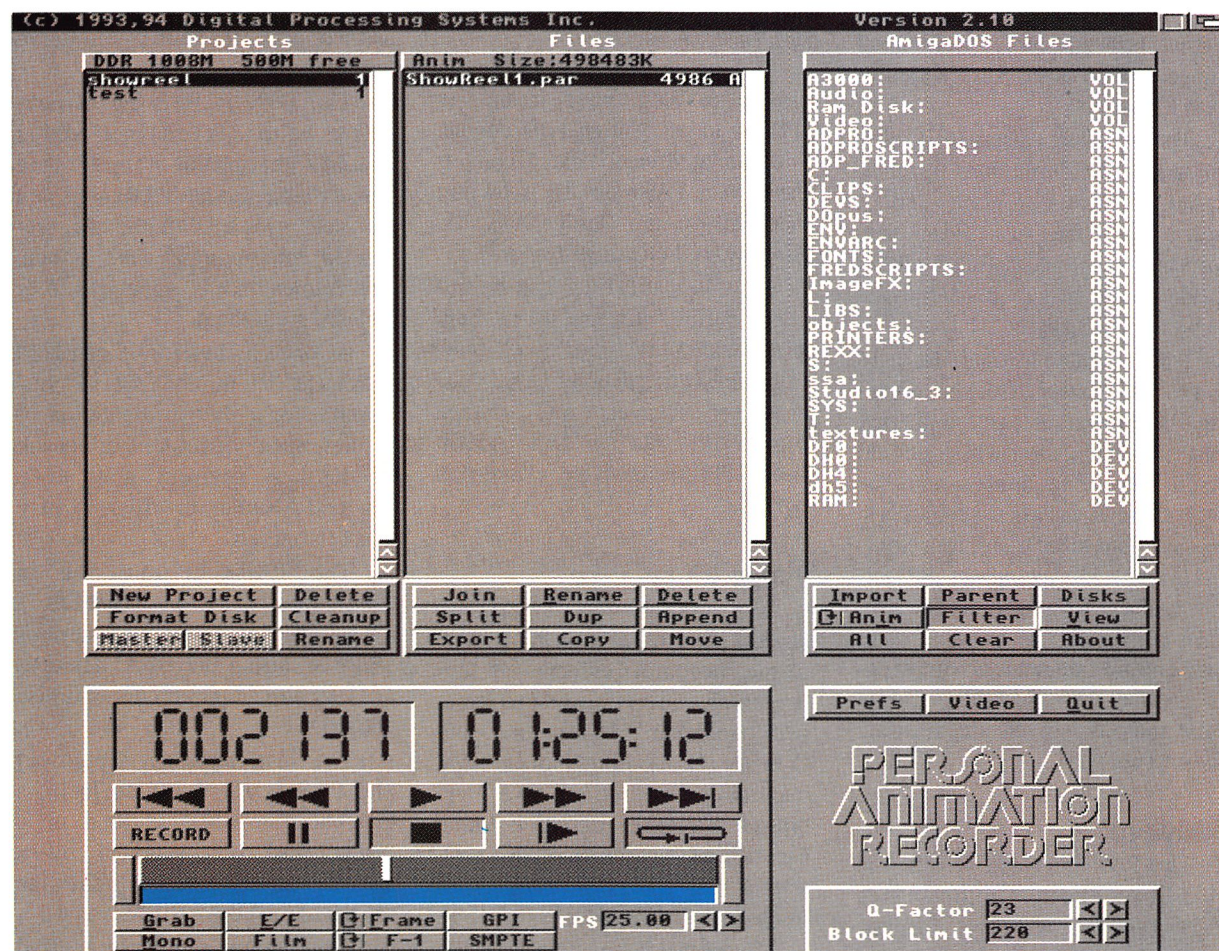 (c) 1993,94 Digital Processing Systems Inc. Version 2.10
Projects
DDR 1008M 500M free
showreel 1
test 1
New Project Delete
Format Disk Cleanup
Master Slave Rename
Files
Anim Size:498483K
ShowReel1.par 4986 A
Join Rename Delete
Split Dup Append
Export Copy Move
AmigaDOS Files
A3000: VOL
Audio: VOL
Ram Disk: VOL
Video: VOL
ADPRO: ASN
ADPROSCRIPTS: ASN
ADP_FRED: ASN
C: ASN
CLIPS: ASN
DEVS: ASN
DOpus: ASN
ENV: ASN
ENVARC: ASN
FONTS: ASN
FREDSCRIPTS: ASN
ImageFX: ASN
L: ASN
LIBS: ASN
objects: ASN
PRINTERS: ASN
REXX: ASN
S: ASN
ssa: ASN
Studio16_3: ASN
SYS: ASN
T: ASN
textures: ASN
DF0: DEV
DH0: DEV
DH4: DEV
dh5: DEV
RAM: DEV
Import Parent Disks
Anim Filter View
All Clear About
002137 01:25:12
RECORD
Grab E/E Frame GPI FPS 25.00
Mono Film F-1 SMPTE
Prefs Video Quit
PERSONAL
ANIMATION
RECORDER
Q-Factor 23
Block Limit 220